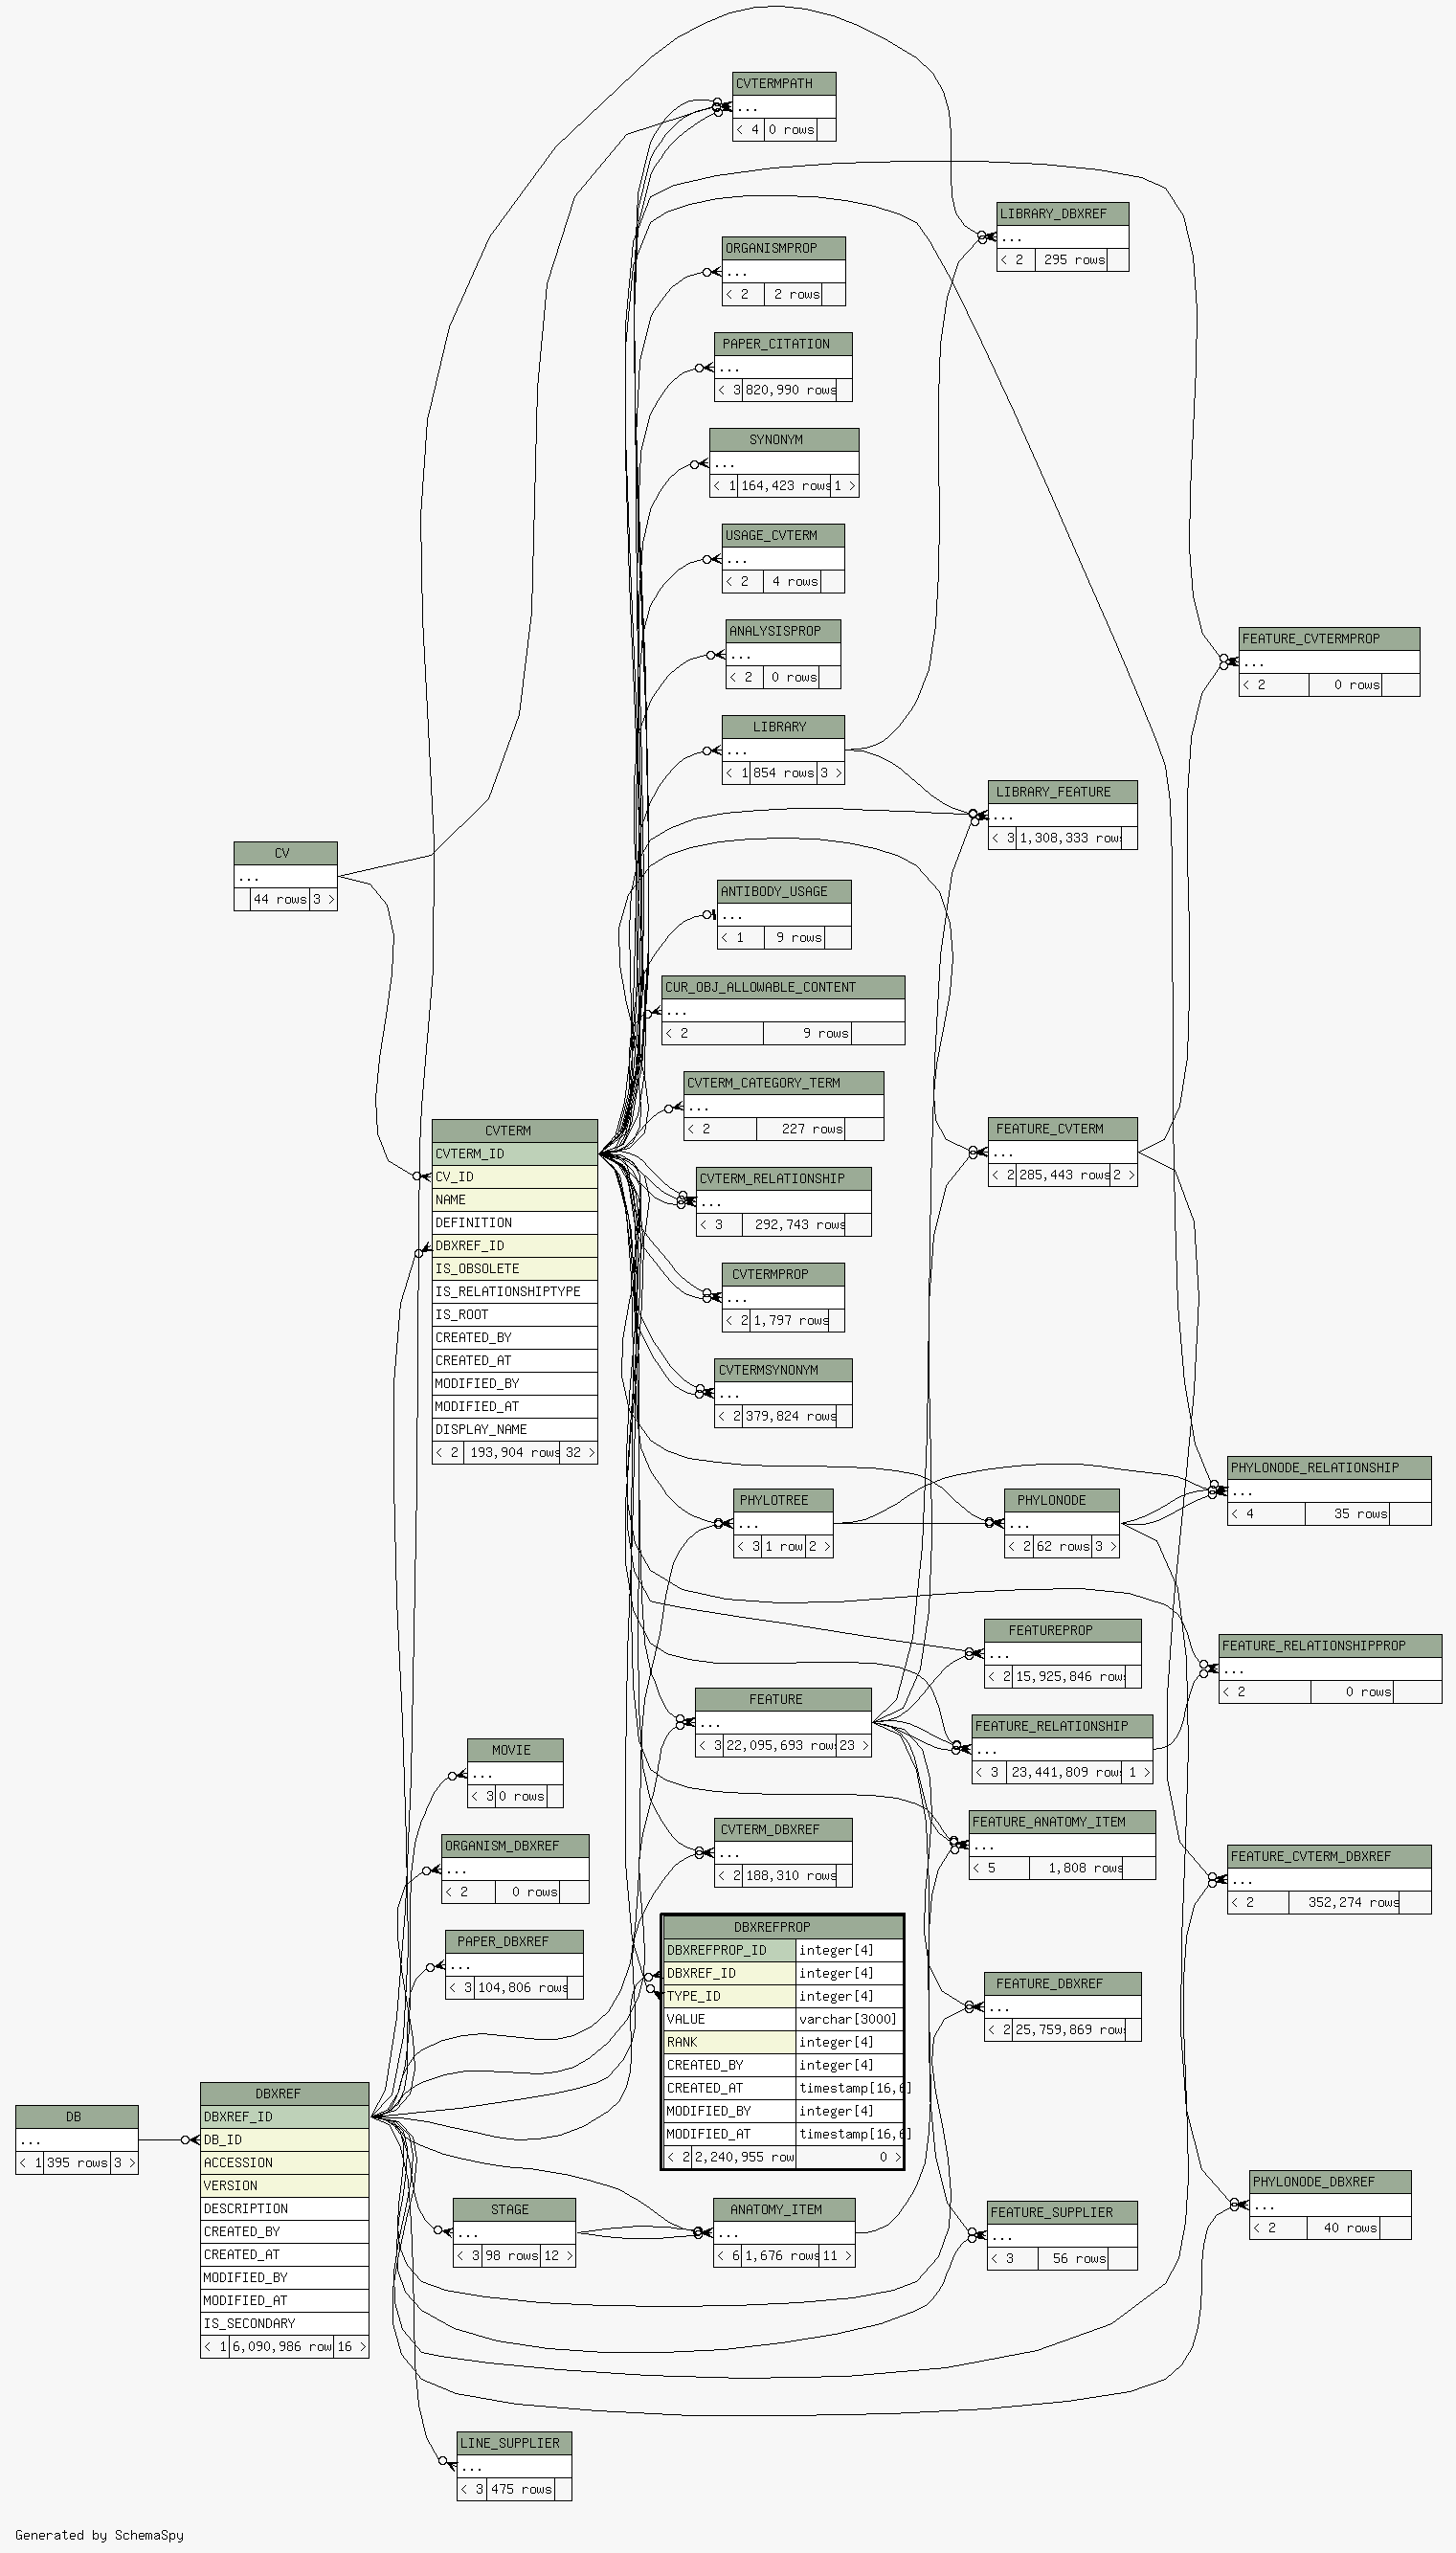 CVTERMPATH
...
< 4 0 rows
LIBRARY_DBXREF
...
< 2 295 rows
ORGANISMPROP
...
< 2 2 rows
PAPER_CITATION
...
< 3 820,990 rows
SYNONYM
...
< 1 164,423 rows 1 >
USAGE_CVTERM
...
< 2 4 rows
ANALYSISPROP
...
< 2 0 rows
FEATURE_CVTERMPROP
...
< 2 0 rows
LIBRARY
...
< 1 854 rows 3 >
LIBRARY_FEATURE
...
< 3 1,308,333 rows
CV
...
44 rows 3 >
ANTIBODY_USAGE
...
< 1 9 rows
CUR_OBJ_ALLOWABLE_CONTENT
...
< 2 9 rows
CVTERM_CATEGORY_TERM
...
< 2 227 rows
CVTERM
CVTERM_ID
CV_ID
NAME
DEFINITION
DBXREF_ID
IS_OBSOLETE
IS_RELATIONSHIPTYPE
IS_ROOT
CREATED_BY
CREATED_AT
MODIFIED_BY
MODIFIED_AT
DISPLAY_NAME
< 2 193,904 rows 32 >
FEATURE_CVTERM
...
< 2 285,443 rows 2 >
CVTERM_RELATIONSHIP
...
< 3 292,743 rows
CVTERMPROP
...
< 2 1,797 rows
CVTERMSYNONYM
...
< 2 379,824 rows
PHYLONODE_RELATIONSHIP
...
< 4 35 rows
PHYLOTREE
...
< 3 1 row 2 >
PHYLONODE
...
< 2 62 rows 3 >
FEATUREPROP
...
< 2 15,925,846 rows
FEATURE_RELATIONSHIPPROP
...
< 2 0 rows
FEATURE
...
< 3 22,095,693 rows 23 >
FEATURE_RELATIONSHIP
...
< 3 23,441,809 rows 1 >
MOVIE
...
< 3 0 rows
FEATURE_ANATOMY_ITEM
...
< 5 1,808 rows
CVTERM_DBXREF
...
< 2 188,310 rows
ORGANISM_DBXREF
...
< 2 0 rows
FEATURE_CVTERM_DBXREF
...
< 2 352,274 rows
PAPER_DBXREF
...
< 3 104,806 rows
DBXREFPROP
DBXREFPROP_ID integer[4]
DBXREF_ID integer[4]
TYPE_ID integer[4]
VALUE varchar[3000]
RANK integer[4]
CREATED_BY integer[4]
CREATED_AT timestamp[16,6]
MODIFIED_BY integer[4]
MODIFIED_AT timestamp[16,6]
< 2 2,240,955 row 0 >
FEATURE_DBXREF
...
< 2 25,759,869 rows
DB
...
< 1 395 rows 3 >
DBXREF
DBXREF_ID
DB_ID
ACCESSION
VERSION
DESCRIPTION
CREATED_BY
CREATED_AT
MODIFIED_BY
MODIFIED_AT
IS_SECONDARY
< 1 6,090,986 row 16 >
PHYLONODE_DBXREF
...
< 2 40 rows
STAGE
...
< 3 98 rows 12 >
ANATOMY_ITEM
...
< 6 1,676 rows 11 >
FEATURE_SUPPLIER
...
< 3 56 rows
LINE_SUPPLIER
...
< 3 475 rows
Generated by SchemaSpy